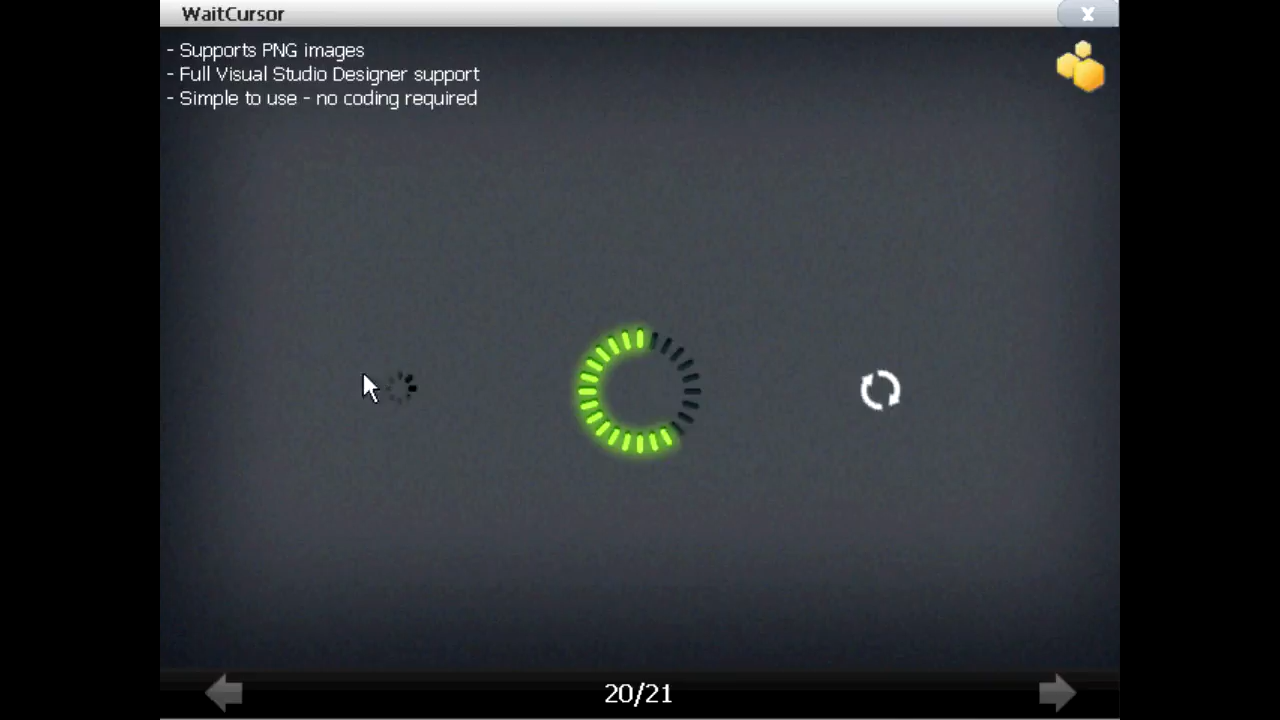 WaitCursor
- Supports PNG images
- Full Visual Studio Designer support
- Simple to use - no coding required
20/21